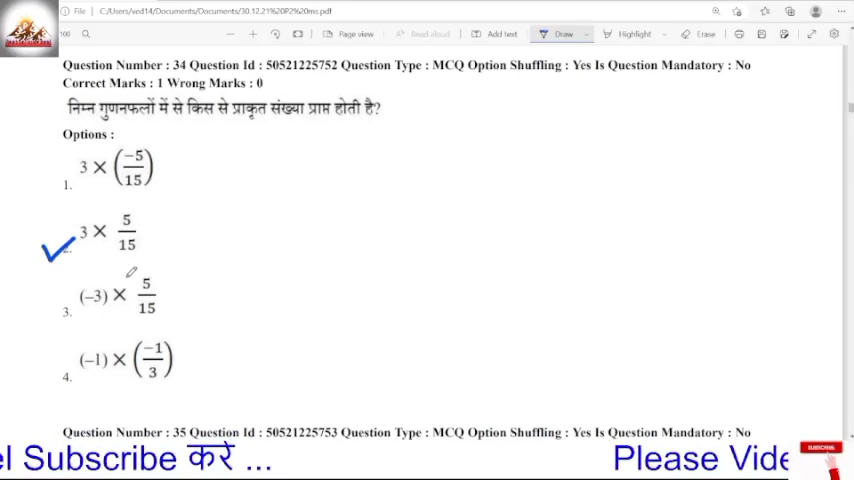 File | C:/Users/ved14/Documents/Documents/30.12.21%20P2%20ms.pdf
100 Page view Read aloud Add text Draw Highlight Erase
Question Number : 34 Question Id : 50521225752 Question Type : MCQ Option Shuffling : Yes Is Question Mandatory : No
Correct Marks : 1 Wrong Marks : 0
निम्न गुणनफलों में से किस से प्राकृत संख्या प्राप्त होती है?
Options :
1. 3 × (−5/15)
2. 3 × 5/15
3. (−3) × 5/15
4. (−1) × (−1/3)
Question Number : 35 Question Id : 50521225753 Question Type : MCQ Option Shuffling : Yes Is Question Mandatory : No
el Subscribe करे ... Please Vide
SUBSCRIBE